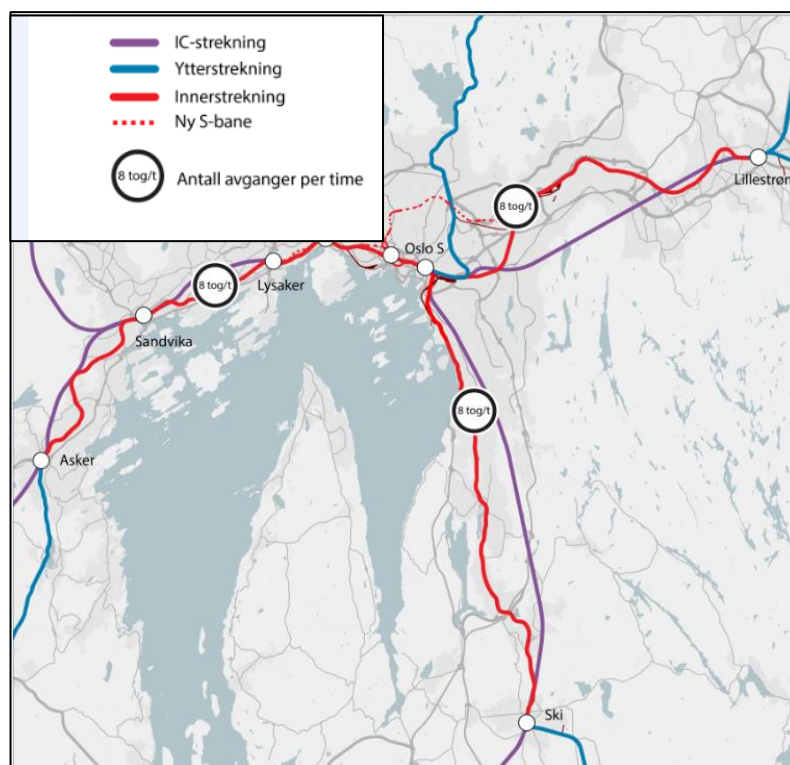 IC-strekning
Ytterstrekning
Innerstrekning
Ny S-bane
8 tog/t
Antall avganger per time
8 tog/t
Lillestrøm
Oslo S
Lysaker
8 tog/t
Sandvika
8 tog/t
Asker
Ski